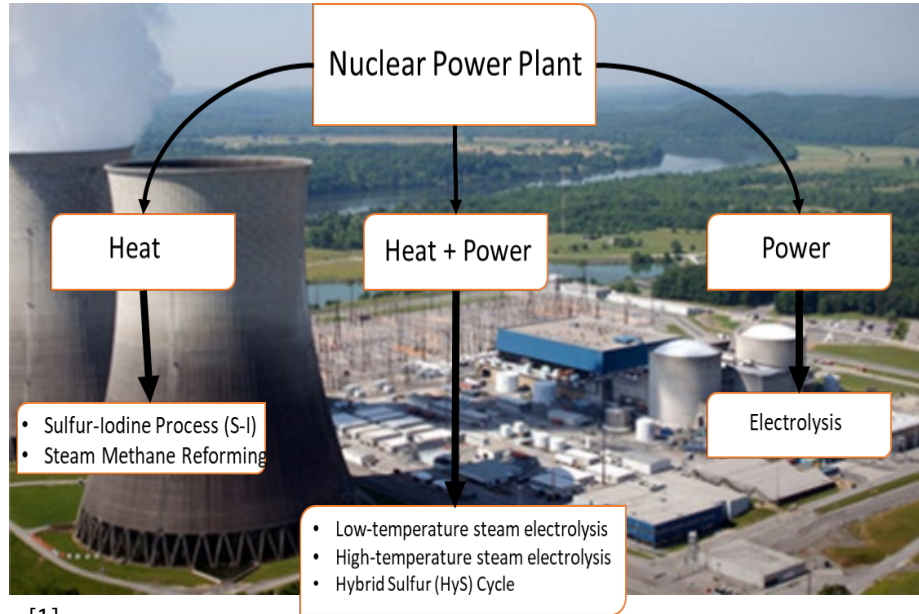 Nuclear Power Plant
Heat
Heat + Power
Power
• Sulfur-Iodine Process (S-I)
• Steam Methane Reforming
Electrolysis
• Low-temperature steam electrolysis
• High-temperature steam electrolysis
• Hybrid Sulfur (HyS) Cycle
[1]